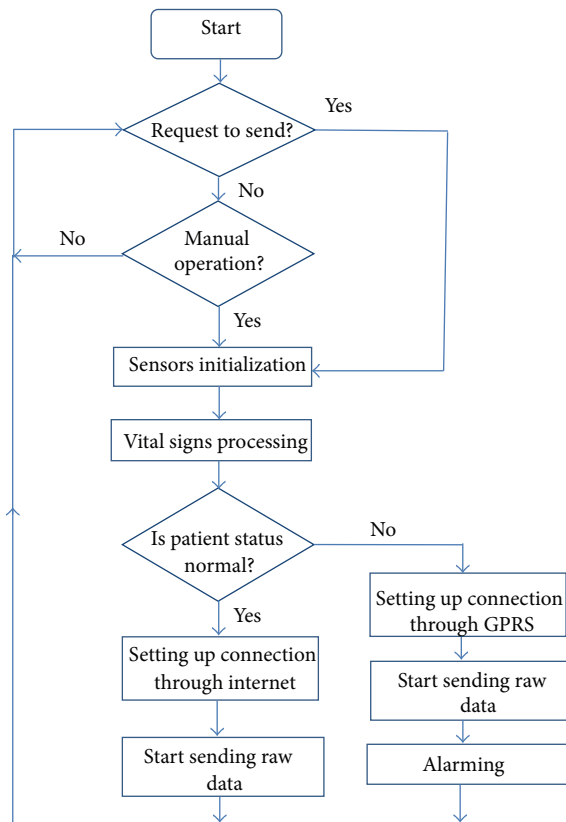 Start
Yes
Request to send?
No
No
Manual
operation?
Yes
Sensors initialization
Vital signs processing
Is patient status
normal?
No
Yes
Setting up connection
through GPRS
Setting up connection
through internet
Start sending raw
data
Start sending raw
data
Alarming